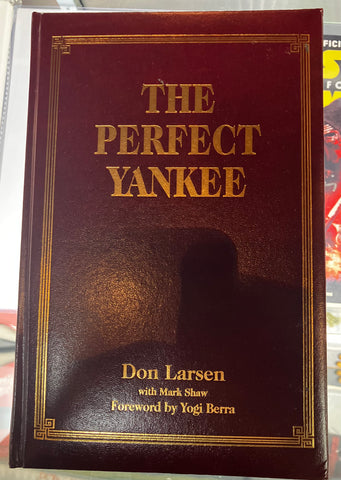 THE
PERFECT
YANKEE
Don Larsen
with Mark Shaw
Foreword by Yogi Berra